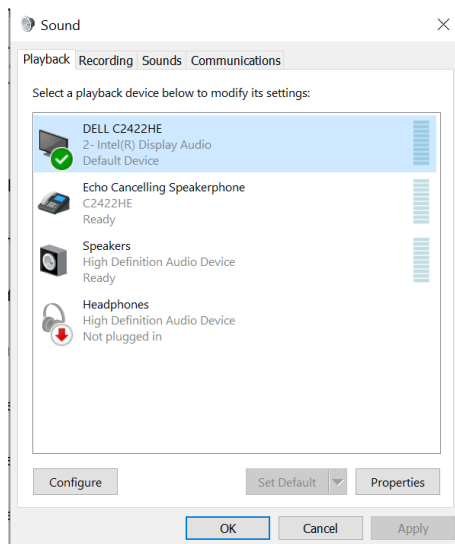 Sound
Playback Recording Sounds Communications
Select a playback device below to modify its settings:
DELL C2422HE
2- Intel(R) Display Audio
Default Device
Echo Cancelling Speakerphone
C2422HE
Ready
Speakers
High Definition Audio Device
Ready
Headphones
High Definition Audio Device
Not plugged in
Configure Set Default Properties
OK Cancel Apply